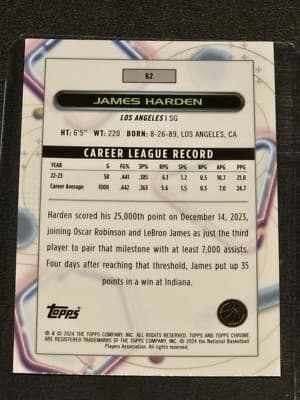 62
JAMES HARDEN
LOS ANGELES | SG
HT: 6'5" WT: 220 BORN: 8-26-89, LOS ANGELES, CA
CAREER LEAGUE RECORD
YEAR G FG% 3P% RPG SPG BPG APG PPG
22-23 58 .441 .385 6.1 1.2 0.5 10.7 21.0
Career Average 1000 .442 .363 5.6 1.5 0.5 7.0 24.7
Harden scored his 25,000th point on December 14, 2023,
joining Oscar Robinson and LeBron James as just the third
player to pair that milestone with at least 7,000 assists.
Four days after reaching that threshold, James put up 35
points in a win at Indiana.
Topps
® & © 2024 THE TOPPS COMPANY, INC. ALL RIGHTS RESERVED. TOPPS AND TOPPS CHROME
ARE REGISTERED TRADEMARKS OF THE TOPPS COMPANY, INC. © 2024 the National Basketball
Players Association. All rights reserved.